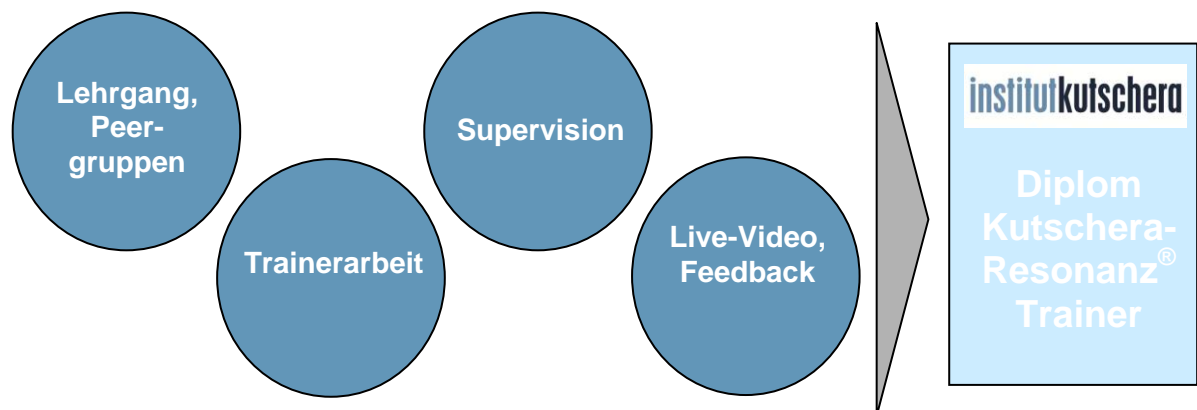 Lehrgang,
Peer-
gruppen
Trainerarbeit
Supervision
Live-Video,
Feedback
institutkutschera
Diplom
Kutschera-
Resonanz®
Trainer